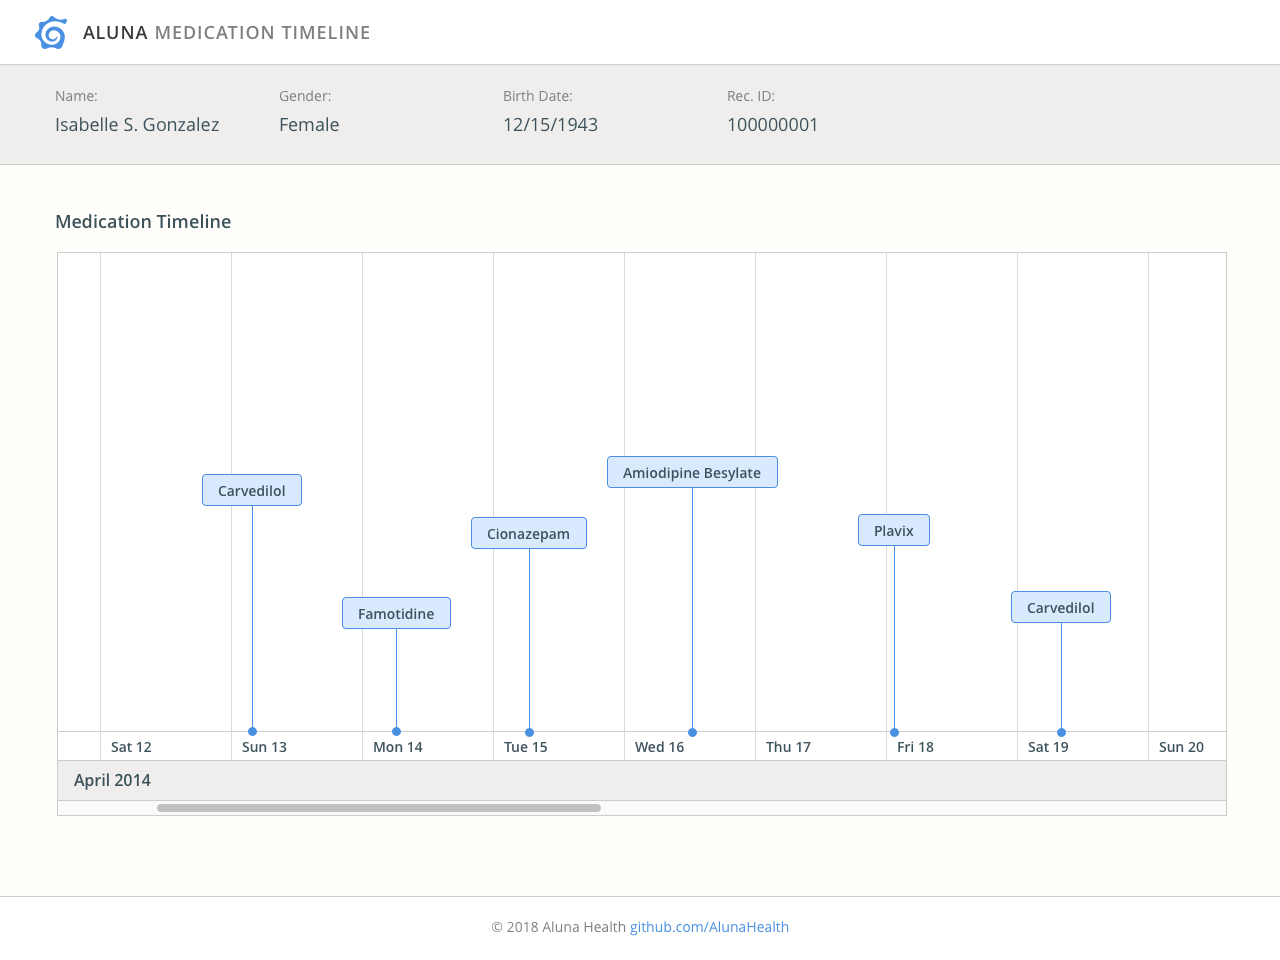 ALUNA MEDICATION TIMELINE
Name: Gender: Birth Date: Rec. ID:
Isabelle S. Gonzalez Female 12/15/1943 100000001
Medication Timeline
Amiodipine Besylate
Carvedilol
Plavix
Cionazepam
Carvedilol
Famotidine
Sat 12 Sun 13 Mon 14 Tue 15 Wed 16 Thu 17 Fri 18 Sat 19 Sun 20
April 2014
© 2018 Aluna Health github.com/AlunaHealth